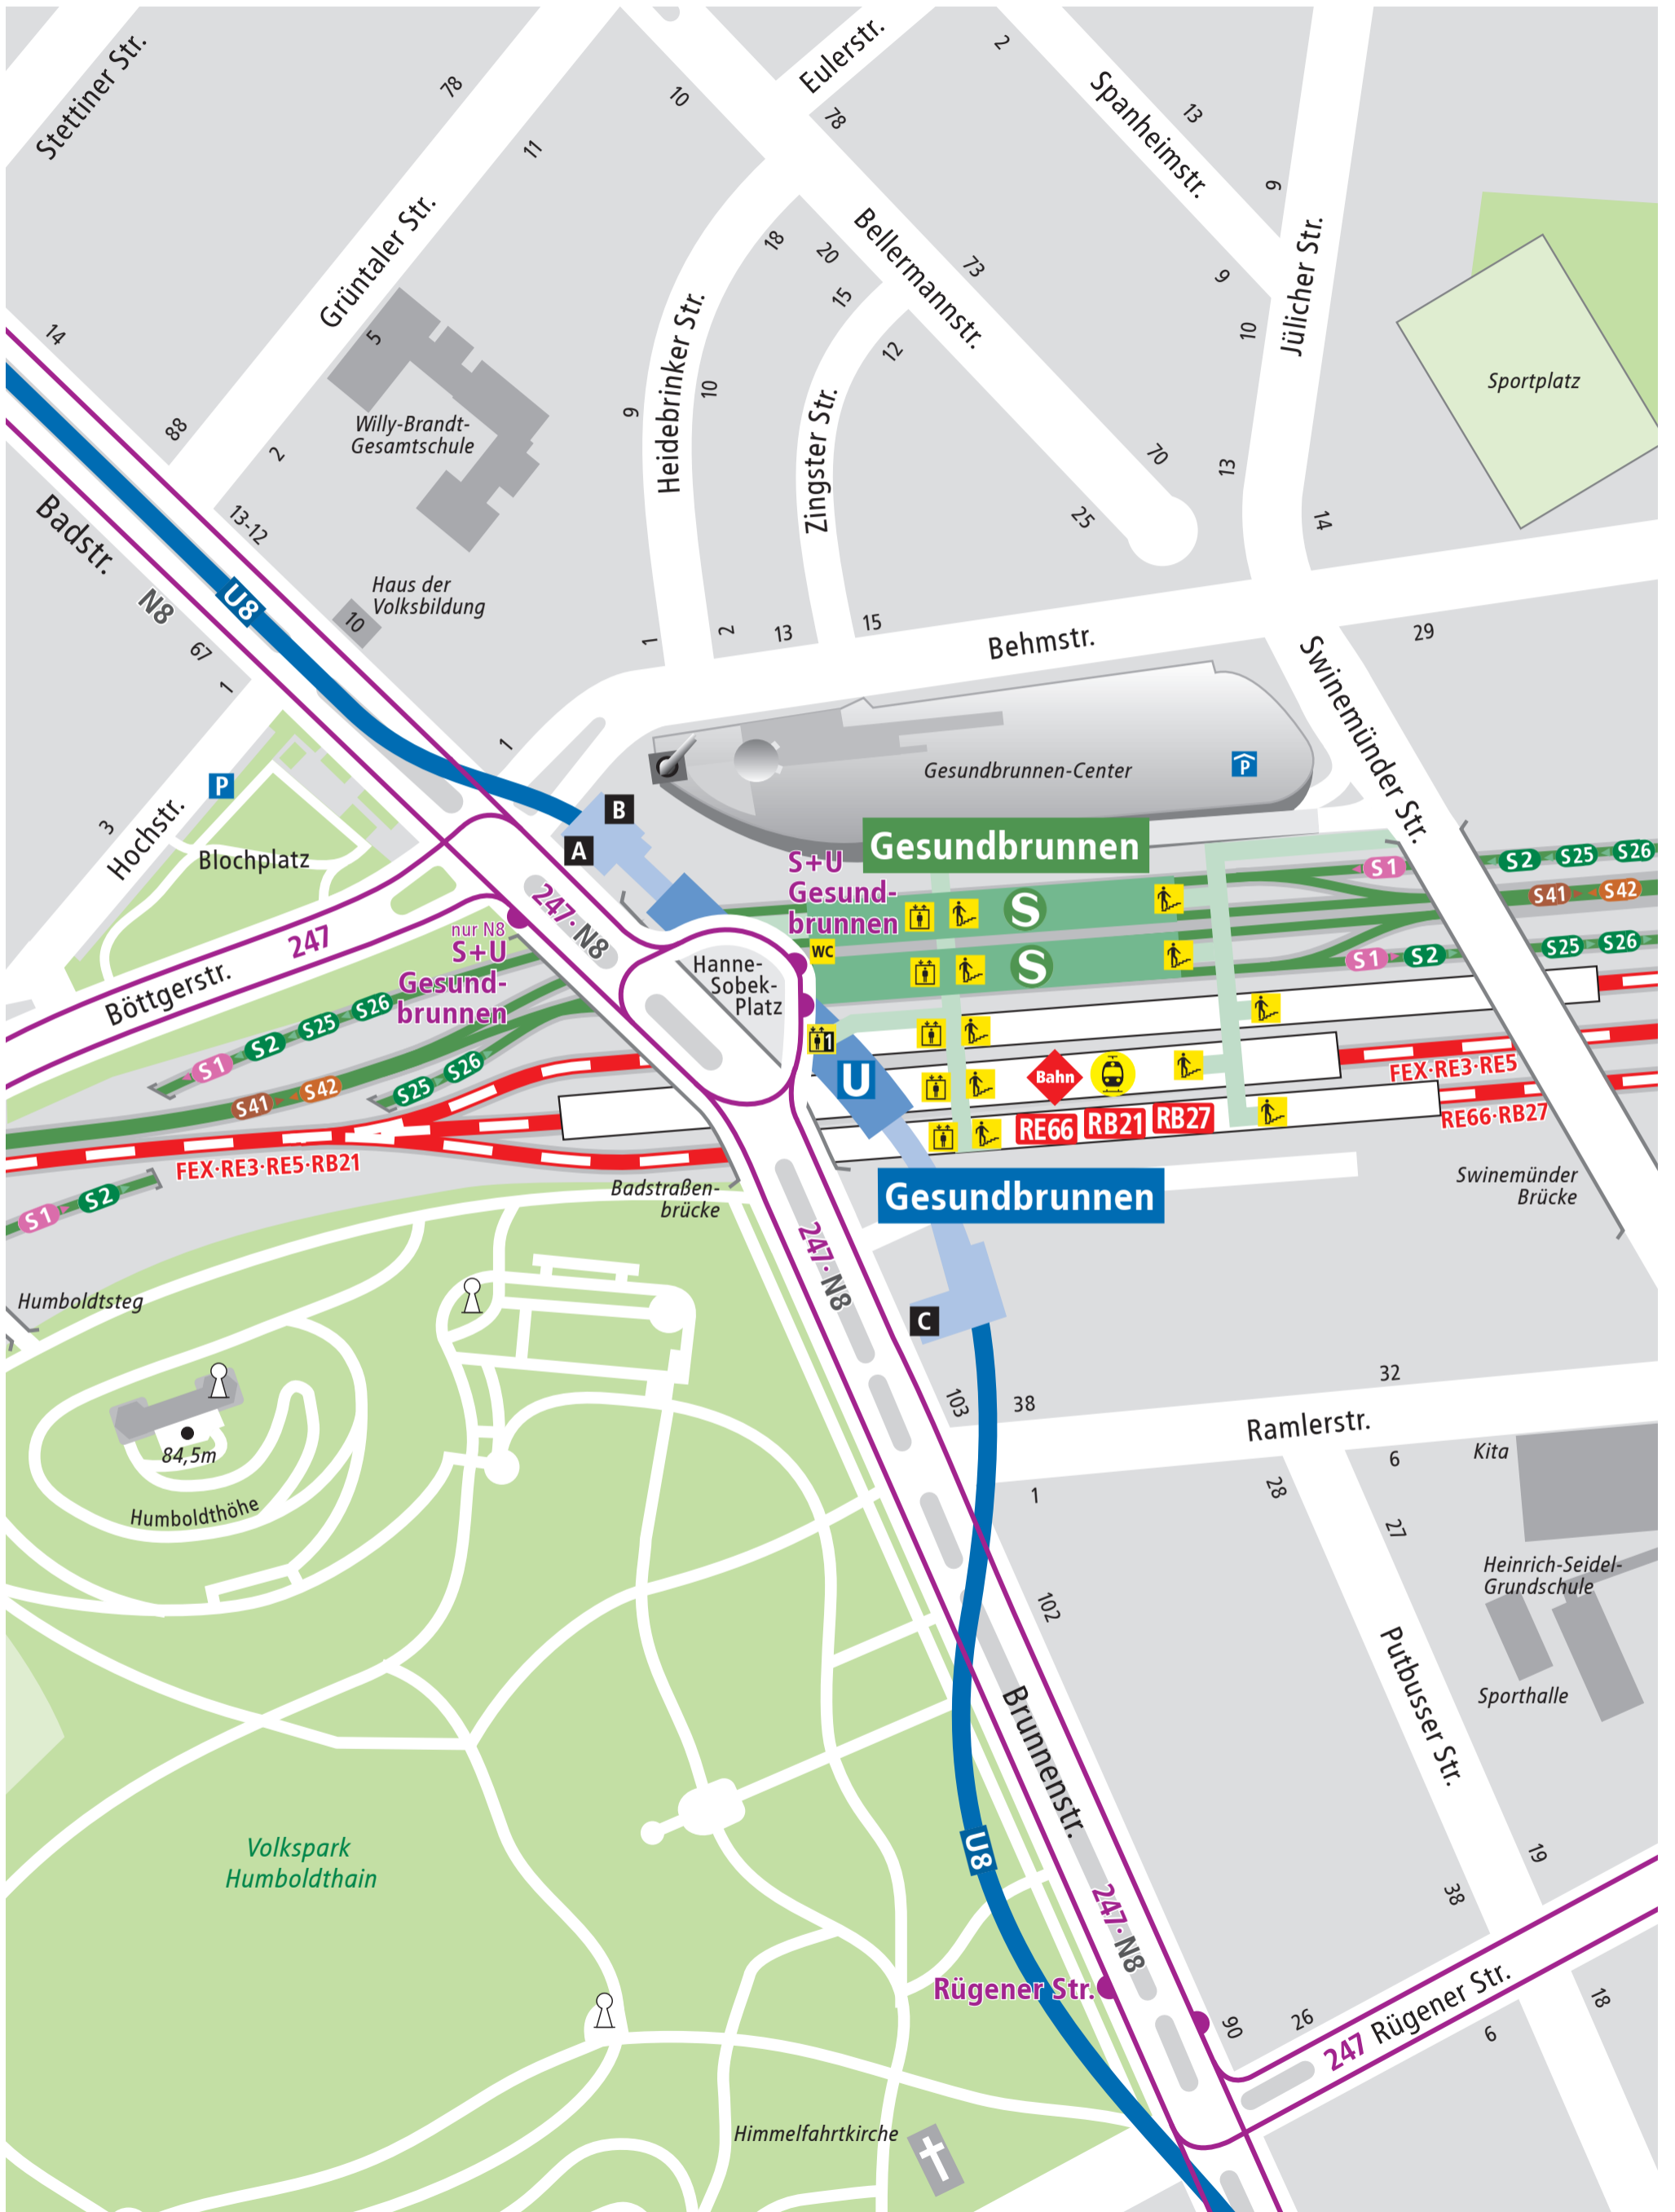 Stettiner Str.
78
11
Grüntaler Str.
5
Willy-Brandt-
Gesamtschule
14
88
2
13-12
Badstr.
N8
U8
67
1
10
Haus der
Volksbildung
10
Eulerstr.
78
2
Spanheimstr.
13
9
9
10
Jülicher Str.
13
14
18
20
15
12
Bellermannstr.
73
70
25
Heidebrinker Str.
9
10
Zingster Str.
1
2
13
15
Behmstr.
29
Sportplatz
Swinemünder Str.
1
P
3
Hochstr.
Blochplatz
B
A
Gesundbrunnen-Center
P
Gesundbrunnen
S+U
Gesund-
brunnen
WC
S
S
S1
S2
S25
S26
S41
S42
S1
S2
S25
S26
247
Böttgerstr.
nur N8
S+U
Gesund-
brunnen
247·N8
Hanne-
Sobek-
Platz
1
U
S1
S2
S25
S26
S41
S42
S25
S26
FEX·RE3·RE5·RB21
S1
S2
Bahn
RE66
RB21
RB27
FEX·RE3·RE5
RE66·RB27
Gesundbrunnen
Badstraßen-
brücke
Swinemünder
Brücke
247·N8
C
Humboldtsteg
84,5m
Humboldthöhe
103
38
32
Ramlerstr.
1
28
6
27
Kita
Heinrich-Seidel-
Grundschule
Sporthalle
102
Putbusser Str.
Brunnenstr.
Volkspark
Humboldthain
U8
19
38
247·N8
Rügener Str.
90
26
247 Rügener Str.
6
18
Himmelfahrtkirche